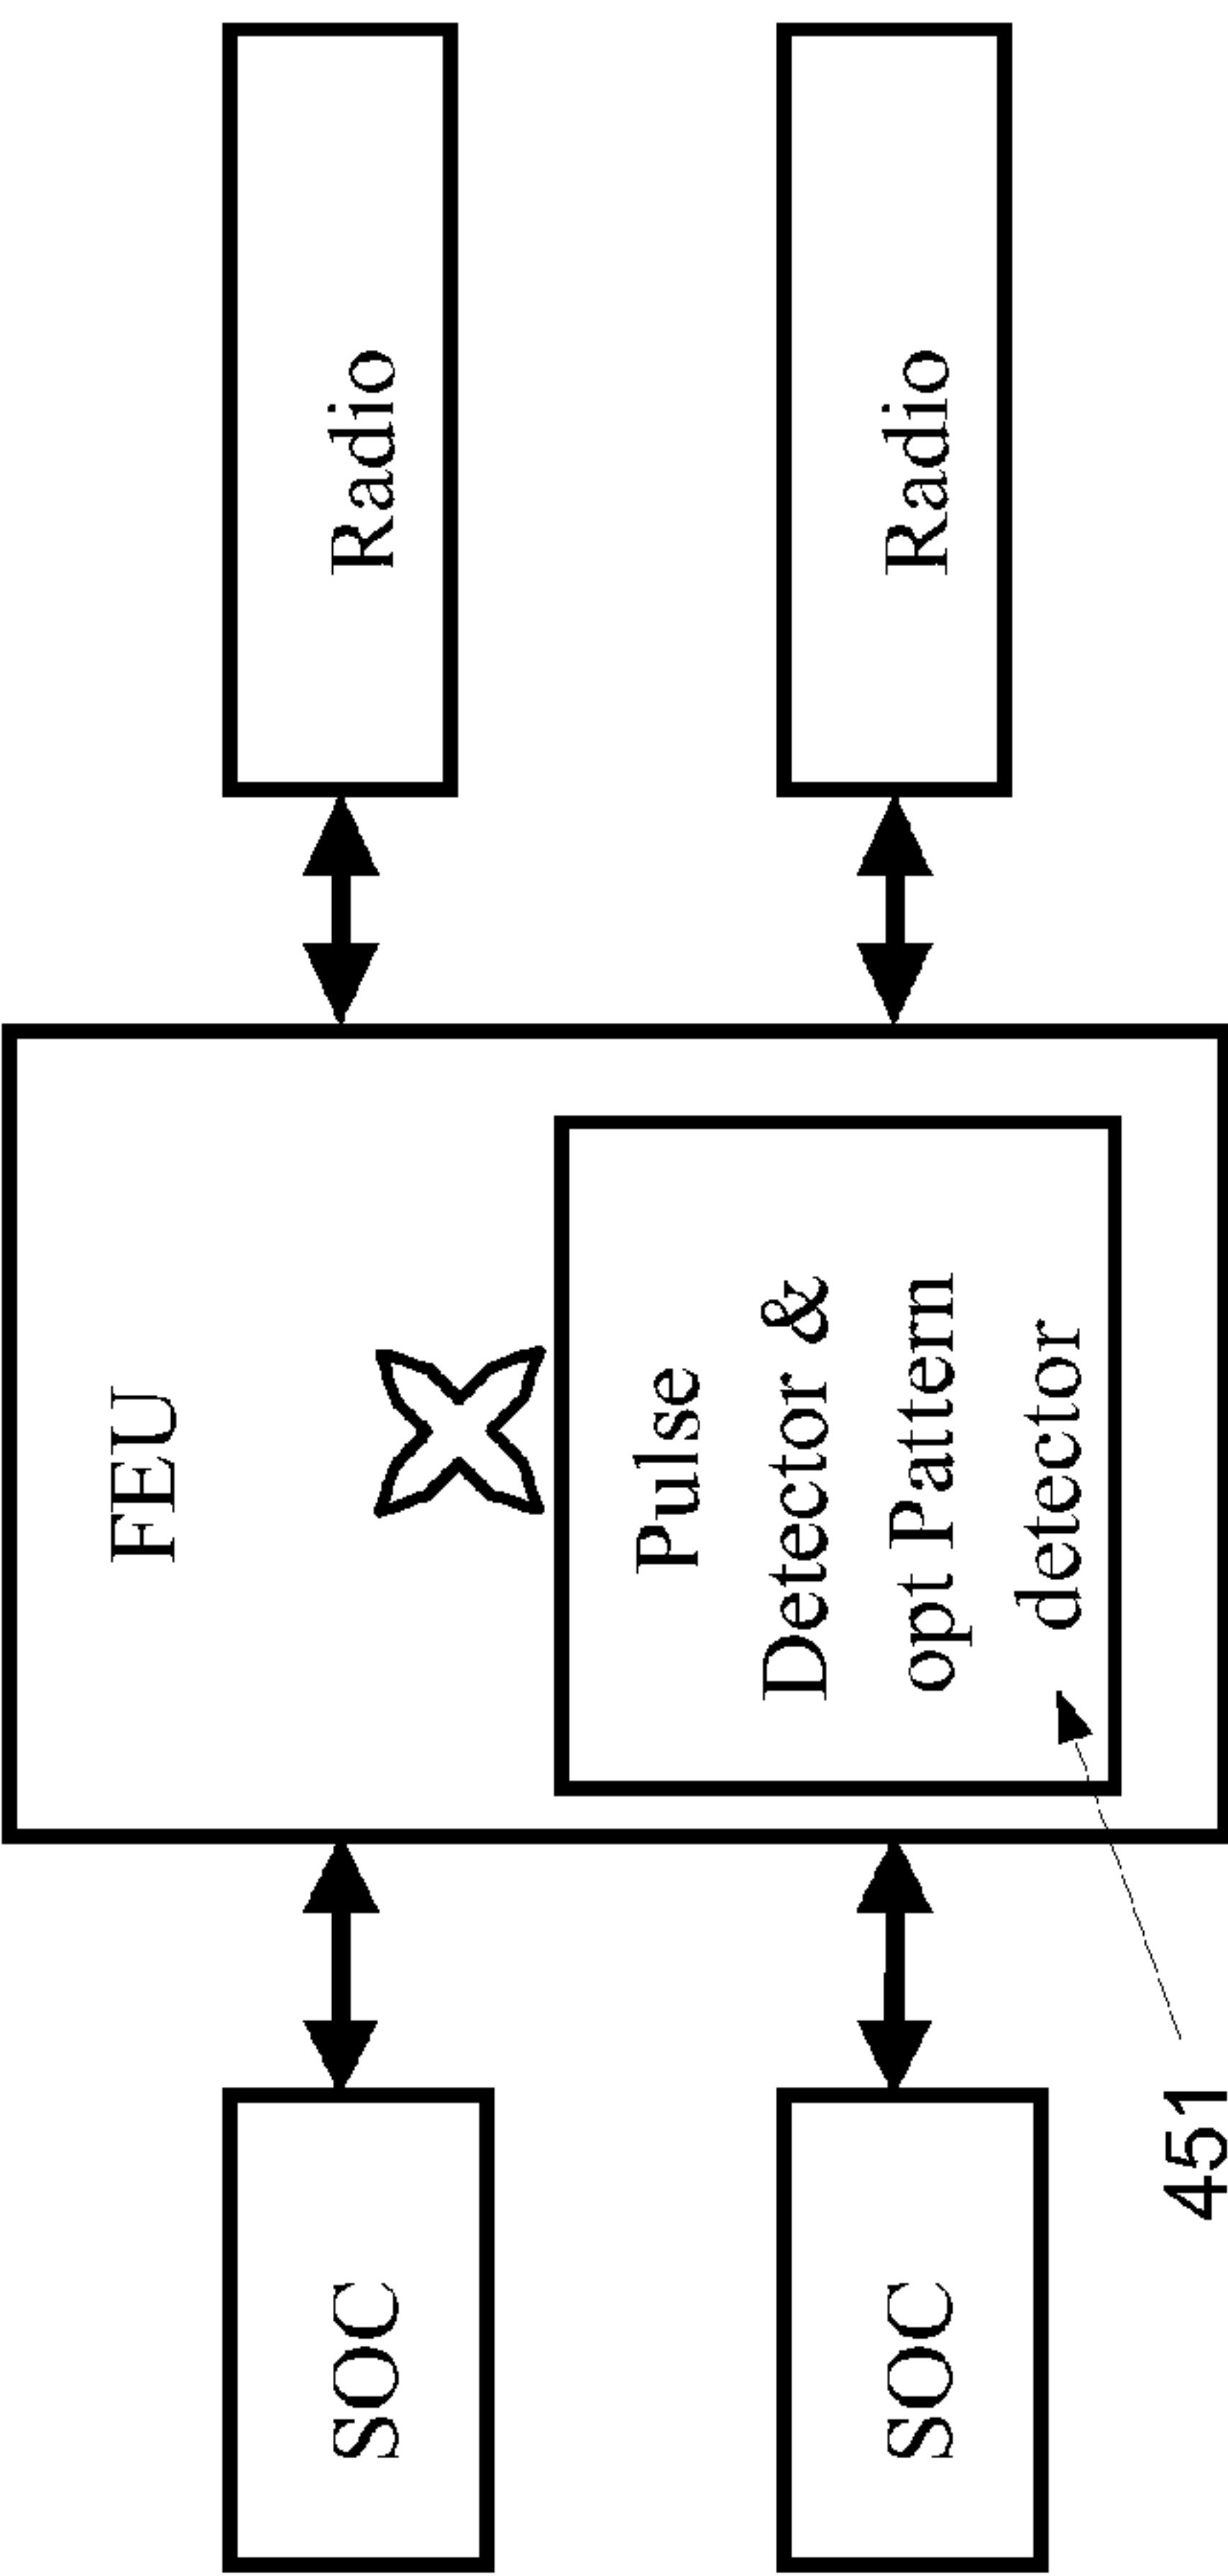 FEU
SOC
Radio
Pulse
Detector &
opt Pattern
detector
SOC
Radio
451